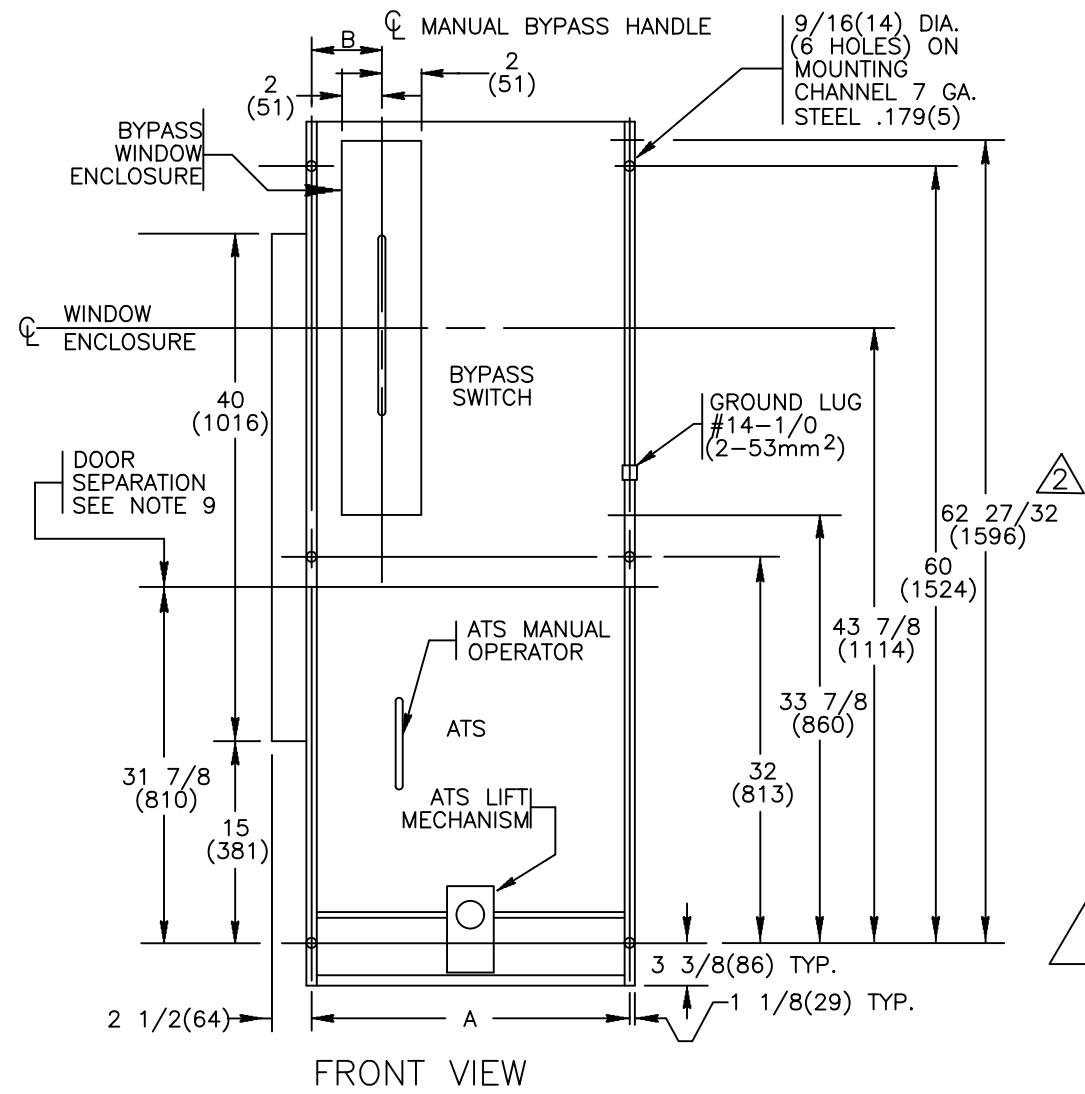 ℄ MANUAL BYPASS HANDLE
B
2
(51)
2
(51)
9/16(14) DIA.
(6 HOLES) ON
MOUNTING
CHANNEL 7 GA.
STEEL .179(5)
BYPASS
WINDOW
ENCLOSURE
℄ WINDOW
ENCLOSURE
40
(1016)
BYPASS
SWITCH
GROUND LUG
#14-1/0
(2-53mm²)
DOOR
SEPARATION
SEE NOTE 9
2
62 27/32
(1596)
60
(1524)
43 7/8
(1114)
33 7/8
(860)
32
(813)
ATS MANUAL
OPERATOR
ATS
31 7/8
(810)
15
(381)
ATS LIFT
MECHANISM
3 3/8(86) TYP.
2 1/2(64)
A
1 1/8(29) TYP.
FRONT VIEW